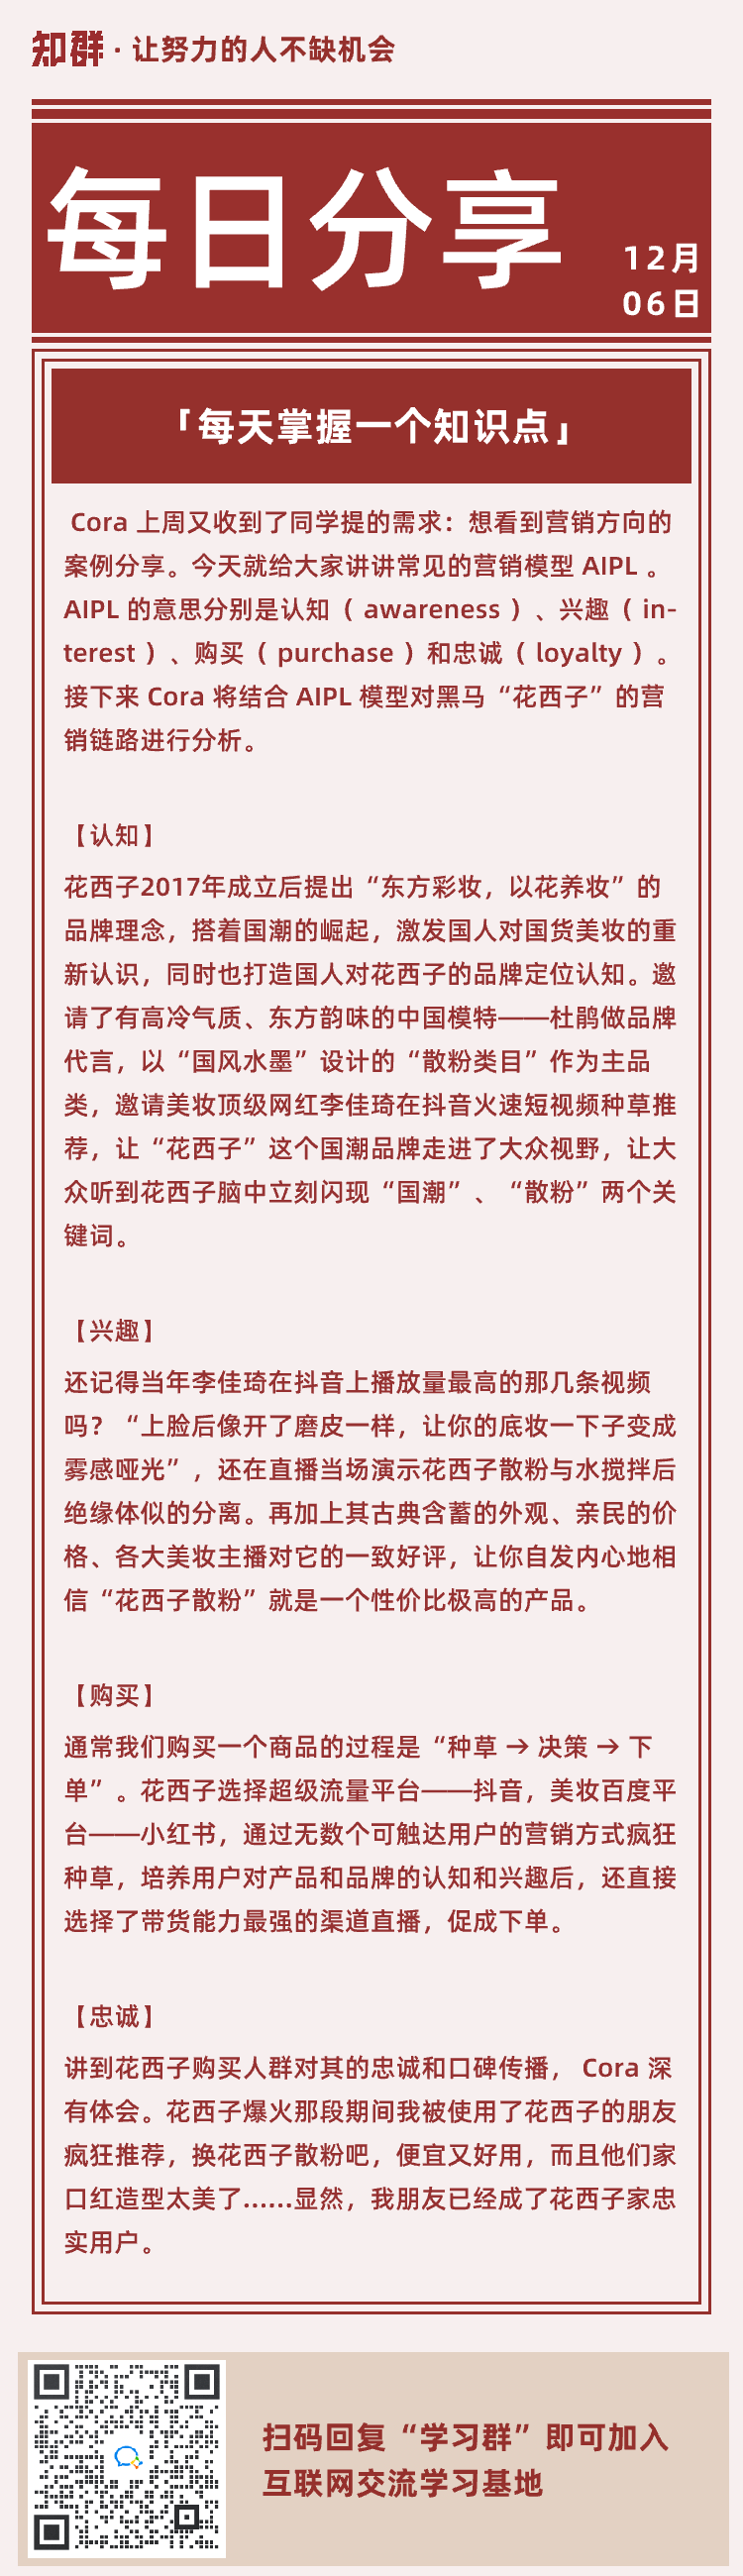 知群 · 让努力的人不缺机会
每日分享
12月
06日
「每天掌握一个知识点」
Cora 上周又收到了同学提的需求：想看到营销方向的
案例分享。今天就给大家讲讲常见的营销模型 AIPL 。
AIPL 的意思分别是认知（ awareness ）、兴趣（ in-
terest ）、购买（ purchase ）和忠诚（ loyalty ）。
接下来 Cora 将结合 AIPL 模型对黑马“花西子”的营
销链路进行分析。
【认知】
花西子2017年成立后提出“东方彩妆，以花养妆”的
品牌理念，搭着国潮的崛起，激发国人对国货美妆的重
新认识，同时也打造国人对花西子的品牌定位认知。邀
请了有高冷气质、东方韵味的中国模特——杜鹃做品牌
代言，以“国风水墨”设计的“散粉类目”作为主品
类，邀请美妆顶级网红李佳琦在抖音火速短视频种草推
荐，让“花西子”这个国潮品牌走进了大众视野，让大
众听到花西子脑中立刻闪现“国潮”、“散粉”两个关
键词。
【兴趣】
还记得当年李佳琦在抖音上播放量最高的那几条视频
吗？“上脸后像开了磨皮一样，让你的底妆一下子变成
雾感哑光”，还在直播当场演示花西子散粉与水搅拌后
绝缘体似的分离。再加上其古典含蓄的外观、亲民的价
格、各大美妆主播对它的一致好评，让你自发内心地相
信“花西子散粉”就是一个性价比极高的产品。
【购买】
通常我们购买一个商品的过程是“种草 → 决策 → 下
单”。花西子选择超级流量平台——抖音，美妆百度平
台——小红书，通过无数个可触达用户的营销方式疯狂
种草，培养用户对产品和品牌的认知和兴趣后，还直接
选择了带货能力最强的渠道直播，促成下单。
【忠诚】
讲到花西子购买人群对其的忠诚和口碑传播， Cora 深
有体会。花西子爆火那段期间我被使用了花西子的朋友
疯狂推荐，换花西子散粉吧，便宜又好用，而且他们家
口红造型太美了……显然，我朋友已经成了花西子家忠
实用户。
扫码回复“学习群”即可加入
互联网交流学习基地